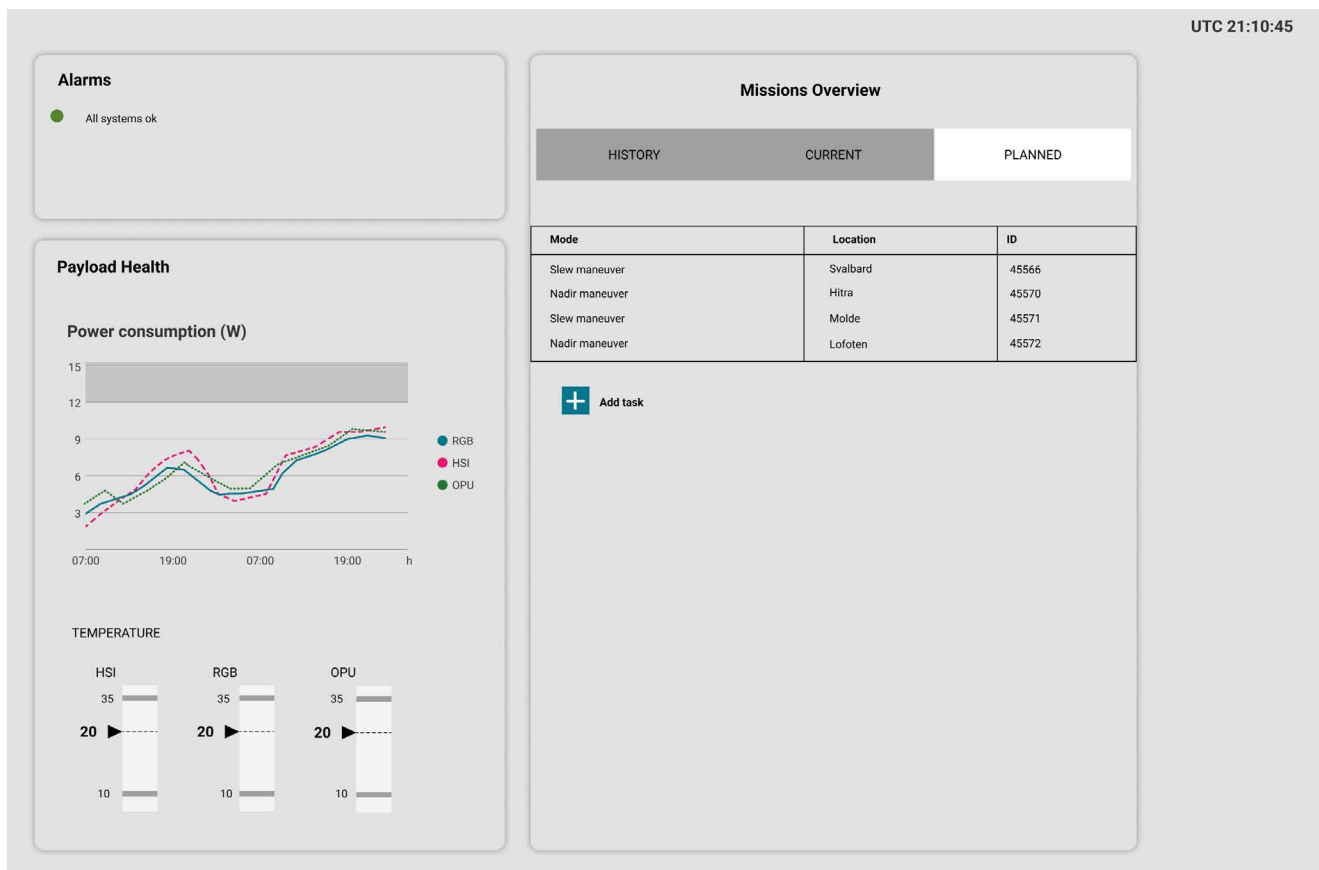 UTC 21:10:45
Alarms
All systems ok
Payload Health
Power consumption (W)
15
12
9
6
3
07:00 19:00 07:00 19:00 h
RGB
HSI
OPU
TEMPERATURE
HSI RGB OPU
35 35 35
20 20 20
10 10 10
Missions Overview
HISTORY CURRENT PLANNED
Mode Location ID
Slew maneuver Svalbard 45566
Nadir maneuver Hitra 45570
Slew maneuver Molde 45571
Nadir maneuver Lofoten 45572
Add task